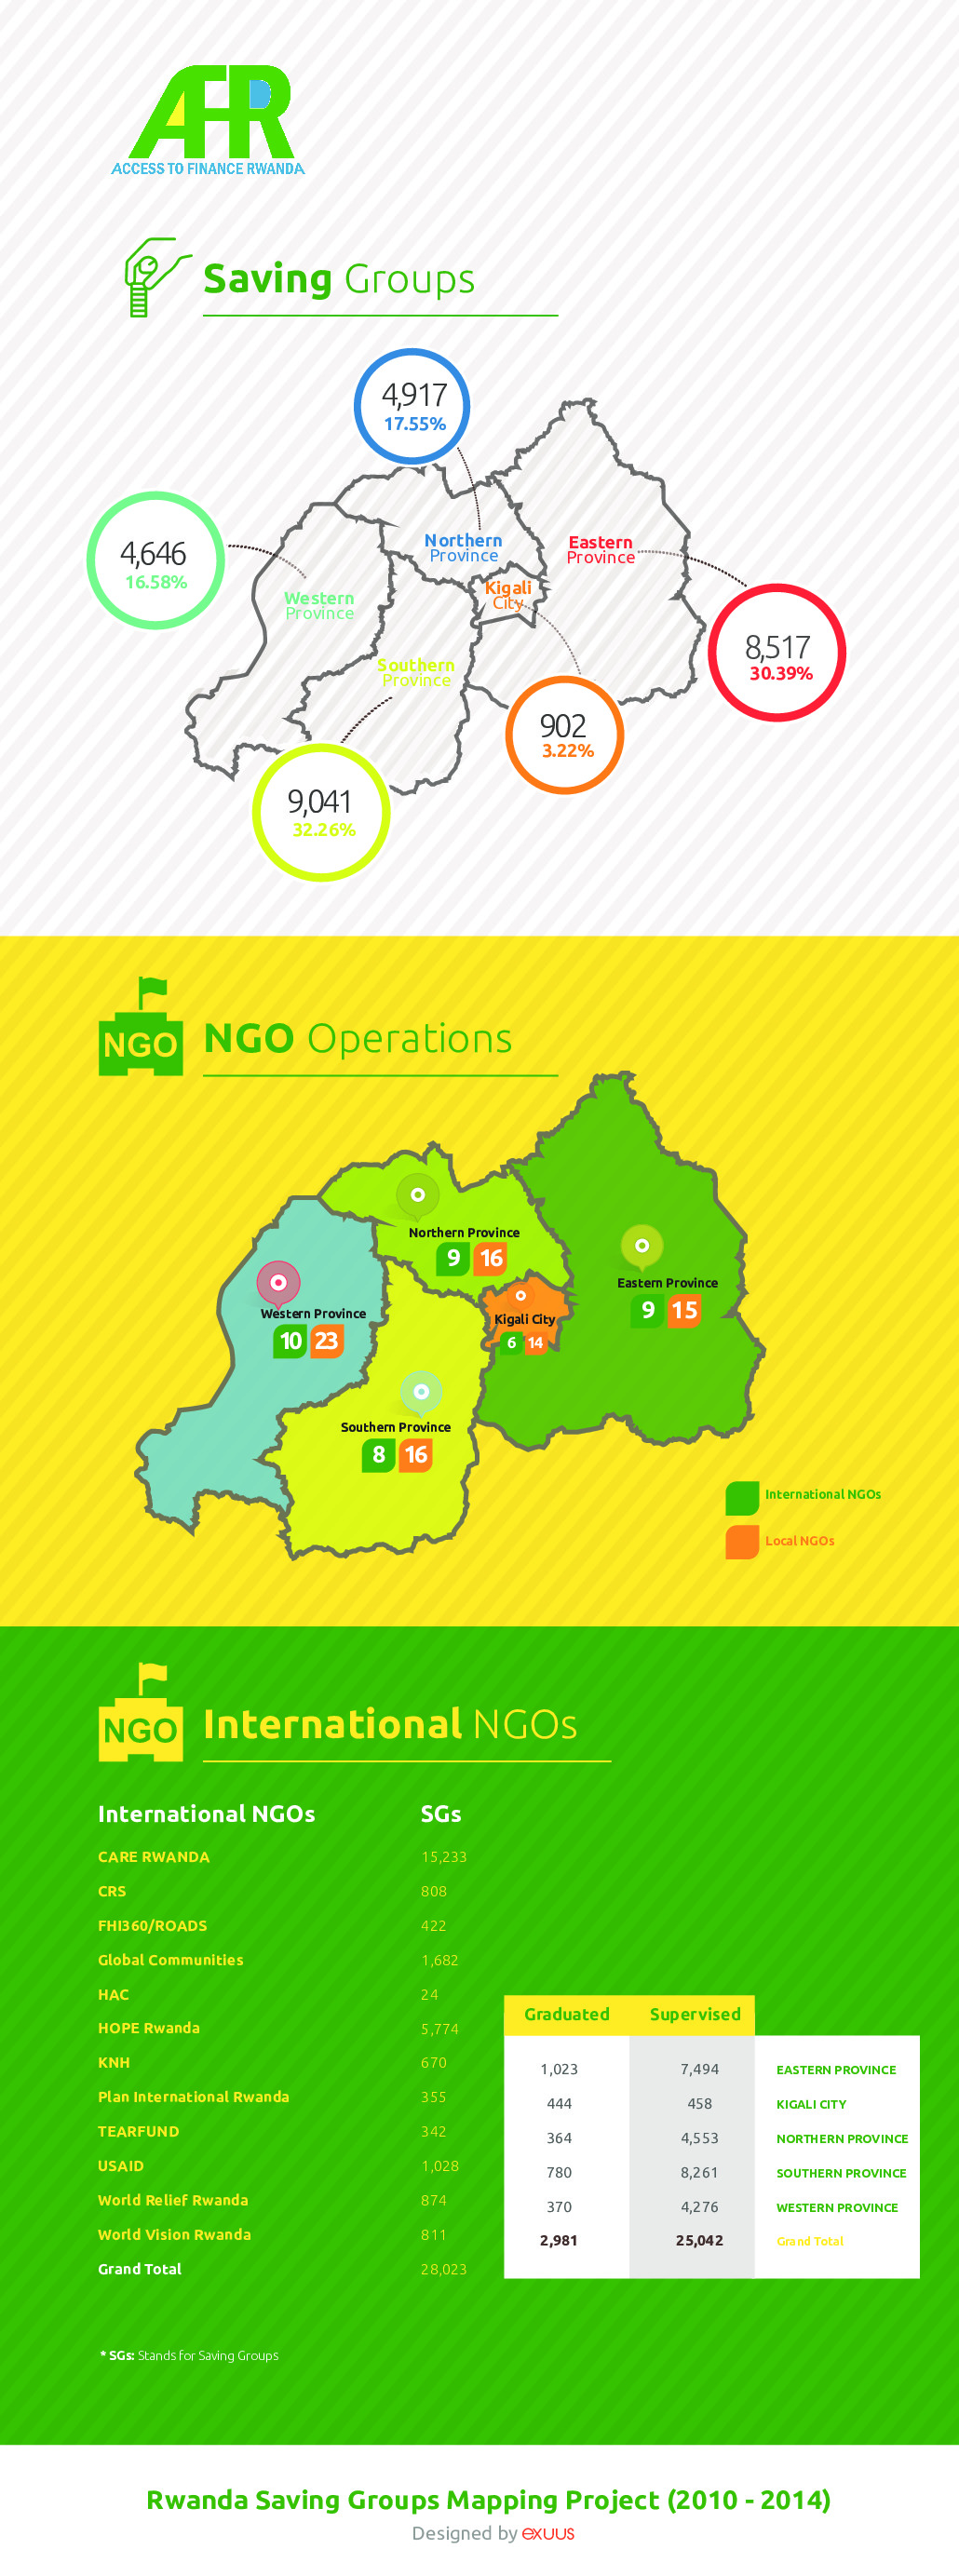 AFR
ACCESS TO FINANCE RWANDA
Saving Groups
4,917
17.55%
4,646
16.58%
Northern
Province
Eastern
Province
Kigali
City
Western
Province
8,517
30.39%
Southern
Province
902
3.22%
9,041
32.26%
NGO
NGO Operations
Northern Province
9 16
Eastern Province
9 15
Western Province
10 23
Kigali City
6 14
Southern Province
8 16
International NGOs
Local NGOs
NGO
International NGOs
International NGOs SGs
CARE RWANDA 15,233
CRS 808
FHI360/ROADS 422
Global Communities 1,682
HAC 24
HOPE Rwanda 5,774
KNH 670
Plan International Rwanda 355
TEARFUND 342
USAID 1,028
World Relief Rwanda 874
World Vision Rwanda 811
Grand Total 28,023
Graduated Supervised
1,023 7,494 EASTERN PROVINCE
444 458 KIGALI CITY
364 4,553 NORTHERN PROVINCE
780 8,261 SOUTHERN PROVINCE
370 4,276 WESTERN PROVINCE
2,981 25,042 Grand Total
* SGs: Stands for Saving Groups
Rwanda Saving Groups Mapping Project (2010 - 2014)
Designed by eXUUS